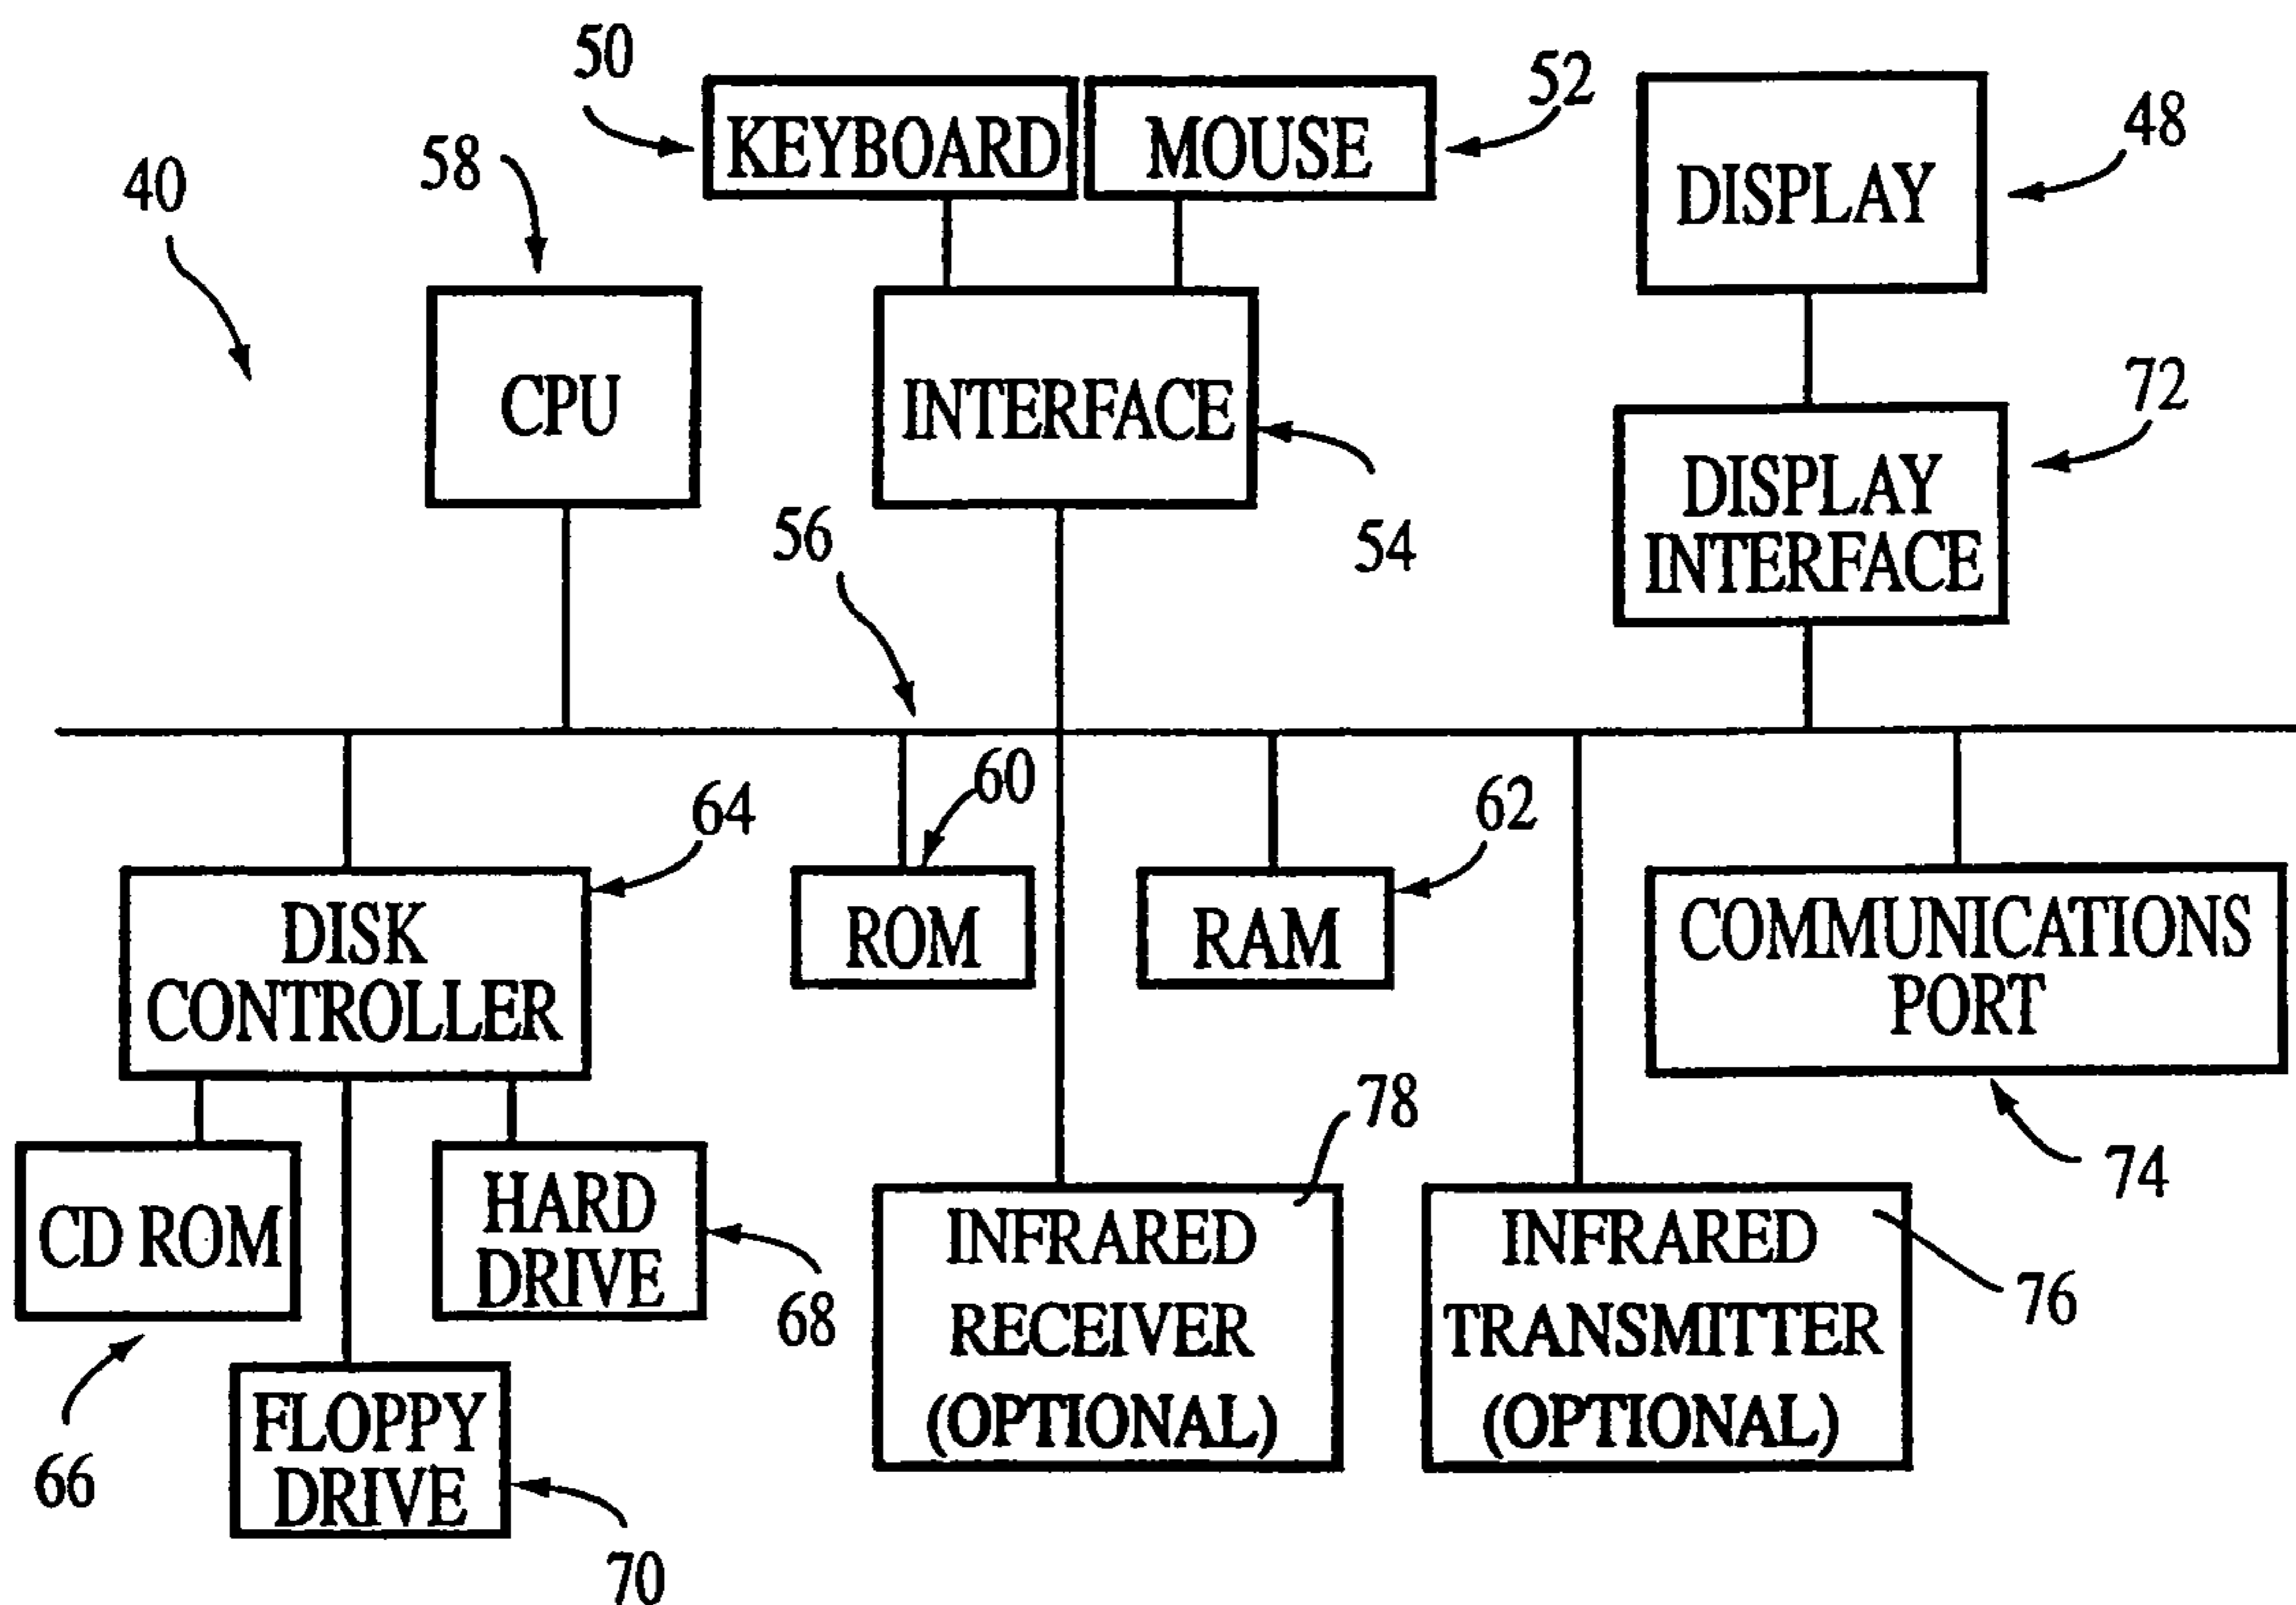 50
KEYBOARD
MOUSE
52
DISPLAY
48
40
58
CPU
INTERFACE
54
72
DISPLAY
INTERFACE
56
64
60
62
DISK
CONTROLLER
ROM
RAM
COMMUNICATIONS
PORT
74
CD ROM
66
HARD
DRIVE
68
FLOPPY
DRIVE
70
78
INFRARED
RECEIVER
(OPTIONAL)
INFRARED
TRANSMITTER
(OPTIONAL)
76